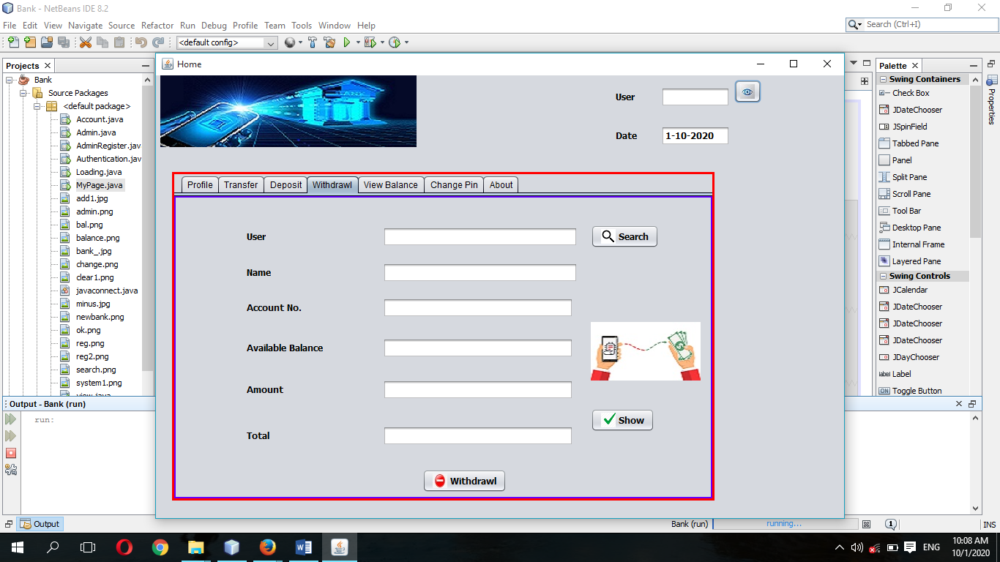 Bank - NetBeans IDE 8.2
File Edit View Navigate Source Refactor Run Debug Profile Team Tools Window Help
Search (Ctrl+I)
<default config>
Projects
Bank
Source Packages
<default package>
Account.java
Admin.java
AdminRegister.jav
Authentication.jav
Loading.java
MyPage.java
add1.jpg
admin.png
bal.png
balance.png
bank_.jpg
change.png
clear1.png
javaconnect.java
minus.jpg
newbank.png
ok.png
reg.png
reg2.png
search.png
system1.png
view.java
Home
User
Date 1-10-2020
Profile Transfer Deposit Withdrawl View Balance Change Pin About
User Search
Name
Account No.
Available Balance
Amount
Show
Total
Withdrawl
Palette
Swing Containers
Check Box
JDateChooser
JSpinField
Tabbed Pane
Panel
Split Pane
Scroll Pane
Tool Bar
Desktop Pane
Internal Frame
Layered Pane
Swing Controls
JCalendar
JDateChooser
JDateChooser
JDateChooser
JDayChooser
label Label
ON Toggle Button
Properties
Output - Bank (run)
run:
Output
Bank (run) running... 1 INS
ENG
10:08 AM
10/1/2020